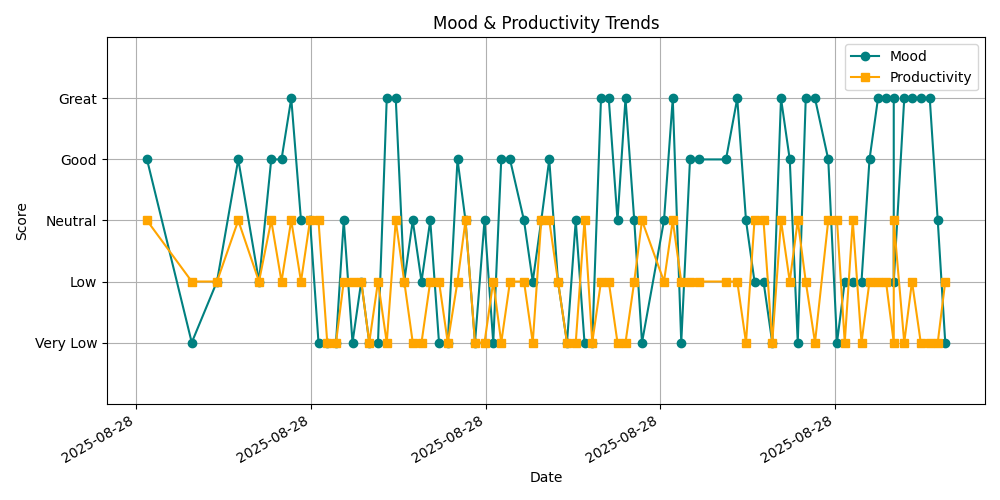 Mood & Productivity Trends
Mood
Productivity
Great
Good
Neutral
Low
Very Low
Score
2025-08-28
2025-08-28
2025-08-28
2025-08-28
2025-08-28
Date